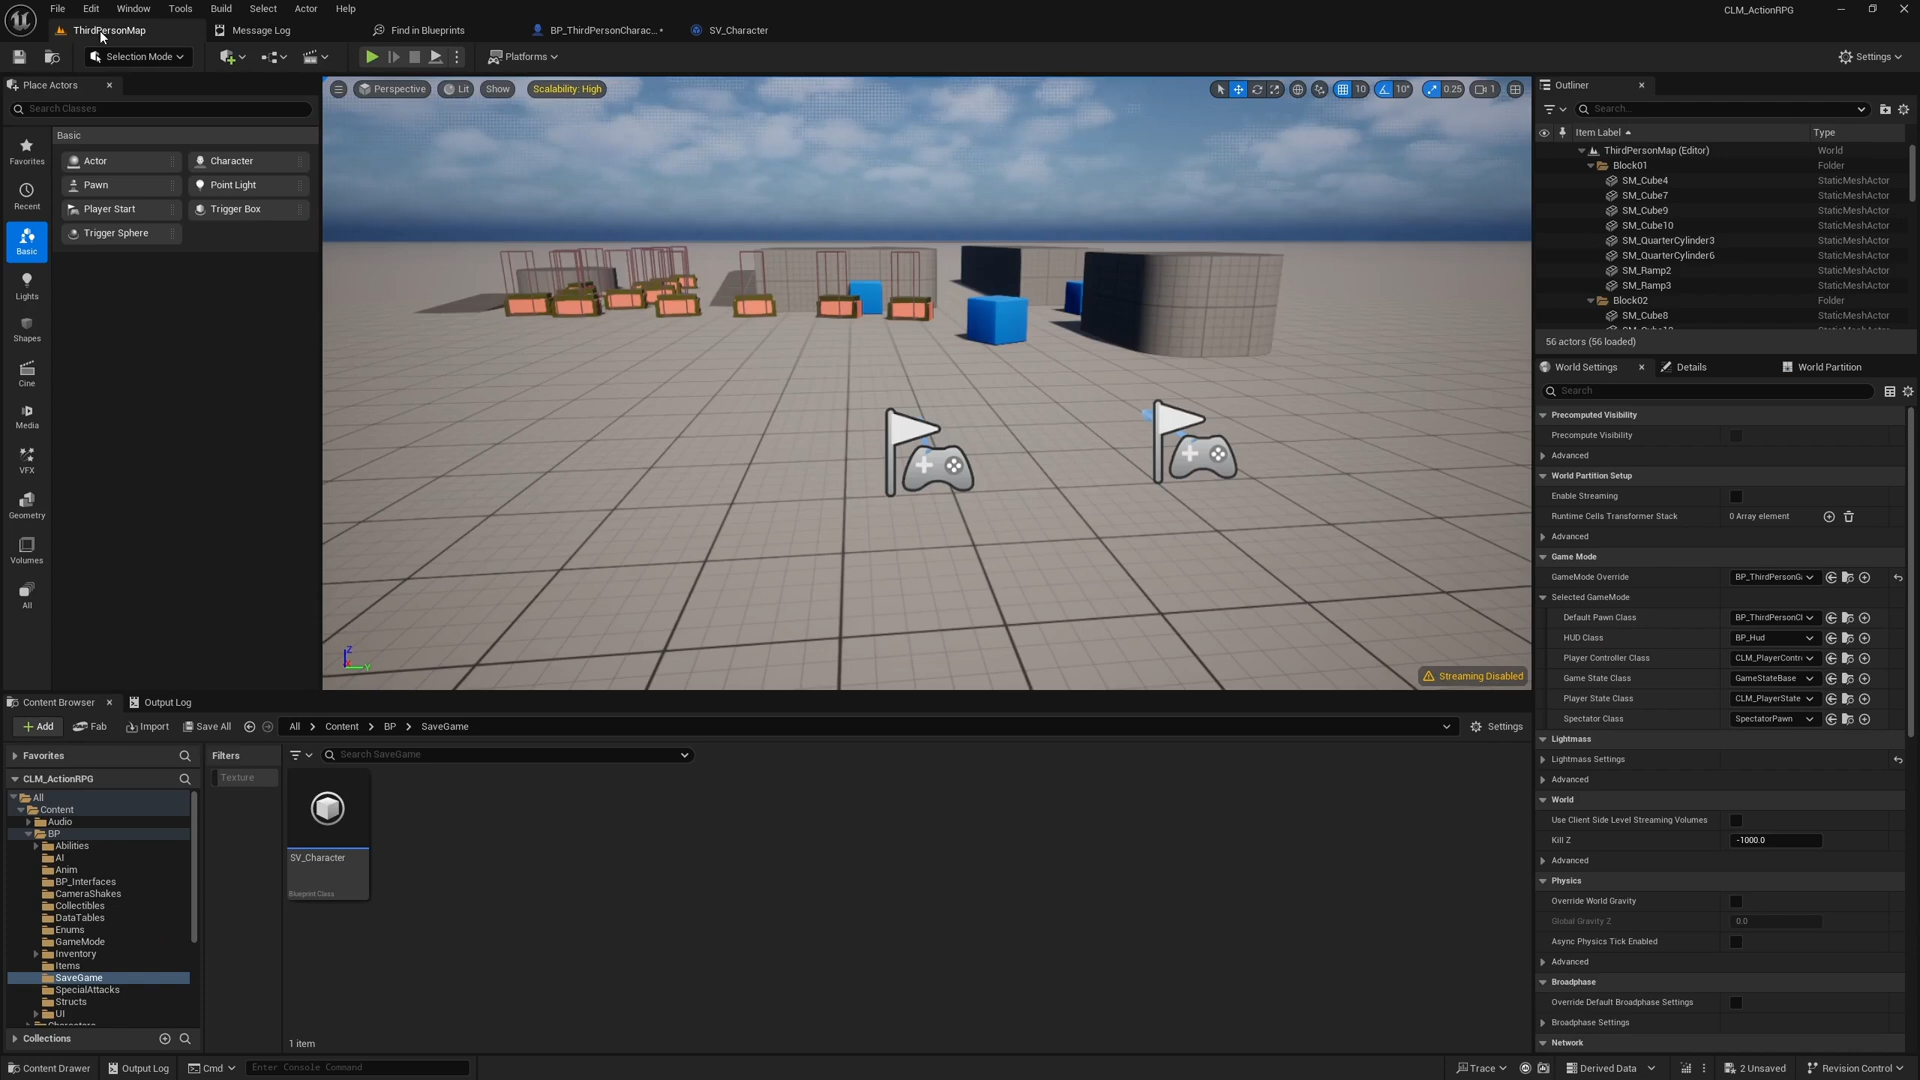 File Edit Window Tools Build Select Actor Help
CLM_ActionRPG
ThirdPersonMap Message Log Find in Blueprints BP_ThirdPersonCharac...• SV_Character
Selection Mode Platforms Settings
Place Actors
Search Classes
Basic
Favorites
Recent
Basic
Lights
Shapes
Cine
Media
VFX
Geometry
Volumes
All
Actor Character
Pawn Point Light
Player Start Trigger Box
Trigger Sphere
Perspective Lit Show Scalability: High 10 10° 0.25 1
Z
Y
Streaming Disabled
Outliner
Search...
Item Label Type
ThirdPersonMap (Editor) World
Block01 Folder
SM_Cube4 StaticMeshActor
SM_Cube7 StaticMeshActor
SM_Cube9 StaticMeshActor
SM_Cube10 StaticMeshActor
SM_QuarterCylinder3 StaticMeshActor
SM_QuarterCylinder6 StaticMeshActor
SM_Ramp2 StaticMeshActor
SM_Ramp3 StaticMeshActor
Block02 Folder
SM_Cube8 StaticMeshActor
56 actors (56 loaded)
World Settings Details World Partition
Search
Precomputed Visibility
Precompute Visibility
Advanced
World Partition Setup
Enable Streaming
Runtime Cells Transformer Stack 0 Array element
Advanced
Game Mode
GameMode Override BP_ThirdPersonG
Selected GameMode
Default Pawn Class BP_ThirdPersonCl
HUD Class BP_Hud
Player Controller Class CLM_PlayerContr
Game State Class GameStateBase
Player State Class CLM_PlayerState
Spectator Class SpectatorPawn
Lightmass
Lightmass Settings
Advanced
World
Use Client Side Level Streaming Volumes
Kill Z -1000.0
Advanced
Physics
Override World Gravity
Global Gravity Z 0.0
Async Physics Tick Enabled
Advanced
Broadphase
Override Default Broadphase Settings
Broadphase Settings
Network
Content Browser Output Log
Add Fab Import Save All All Content BP SaveGame Settings
Favorites
CLM_ActionRPG
All
Content
Audio
BP
Abilities
AI
Anim
BP_Interfaces
CameraShakes
Collectibles
DataTables
Enums
GameMode
Inventory
Items
SaveGame
SpecialAttacks
Structs
UI
Collections
Filters
Texture
Search SaveGame
SV_Character
Blueprint Class
1 item
Content Drawer Output Log Cmd Enter Console Command Trace Derived Data 2 Unsaved Revision Control